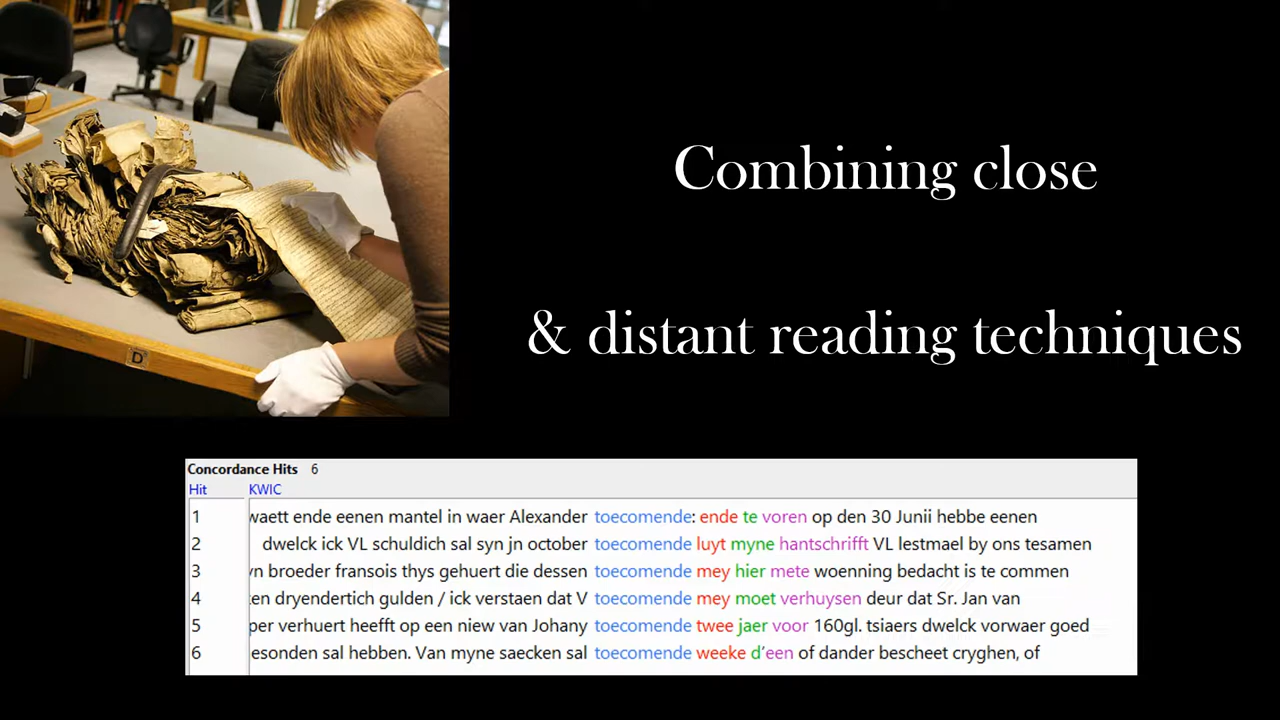 Combining close
& distant reading techniques
D
Concordance Hits 6
Hit KWIC
1 waett ende eenen mantel in waer Alexander toecomende: ende te voren op den 30 Junii hebbe eenen
2 dwelck ick VL schuldich sal syn jn october toecomende luyt myne hantschrifft VL lestmael by ons tesamen
3 broeder fransois thys gehuert die dessen toecomende mey hier mete woenning bedacht is te commen
4 dryendertich gulden / ick verstaen dat V toecomende mey moet verhuysen deur dat Sr. Jan van
5 per verhuert heefft op een niew van Johany toecomende twee jaer voor 160gl. tsiaers dwelck vorwaer goed
6 esonden sal hebben. Van myne saecken sal toecomende weeke d'een of dander bescheet cryghen, of